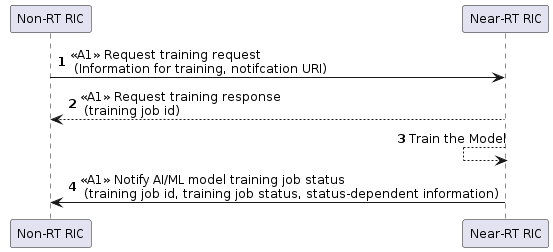 Non-RT RIC Near-RT RIC
1 «A1» Request training request
(Information for training, notifcation URI)
2 «A1» Request training response
(training job id)
3 Train the Model
4 «A1» Notify AI/ML model training job status
(training job id, training job status, status-dependent information)
Non-RT RIC Near-RT RIC